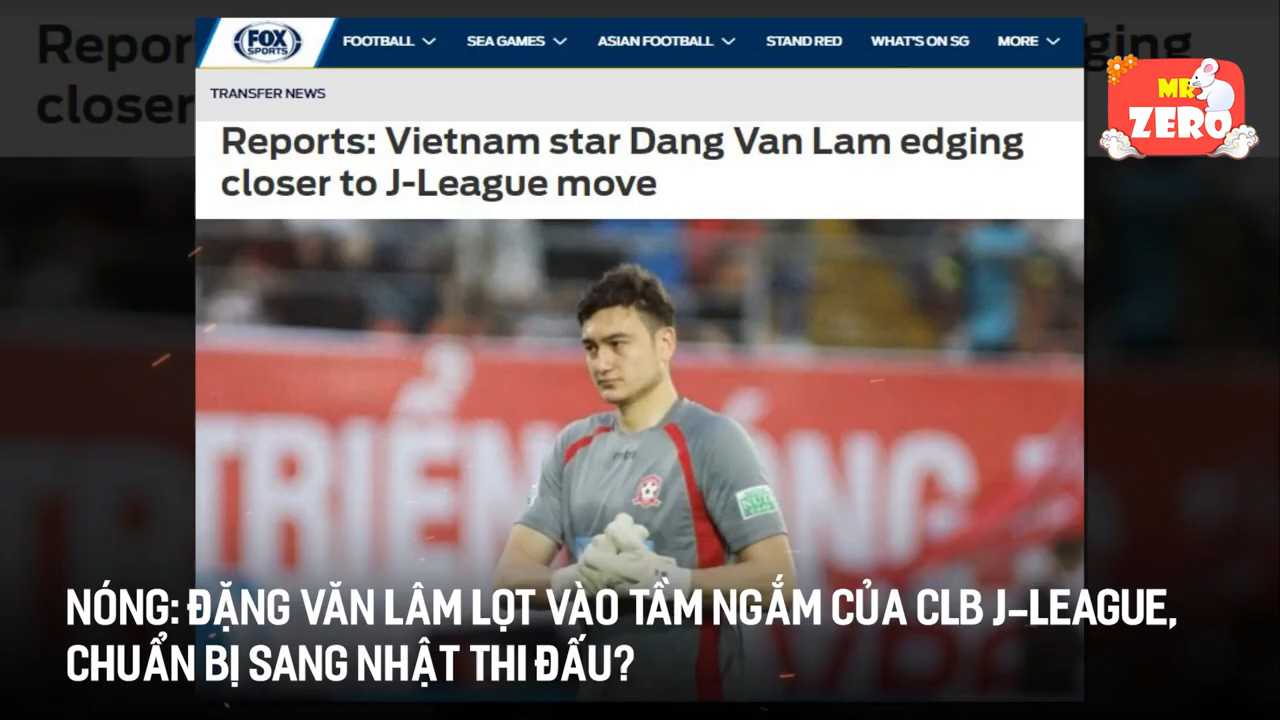 FOX
SPORTS
FOOTBALL
SEA GAMES
ASIAN FOOTBALL
STAND RED
WHAT'S ON SG
MORE
TRANSFER NEWS
MR
ZERO
Reports: Vietnam star Dang Van Lam edging
closer to J-League move
NÓNG: ĐẶNG VĂN LÂM LỌT VÀO TẦM NGẮM CỦA CLB J-LEAGUE,
CHUẨN BỊ SANG NHẬT THI ĐẤU?